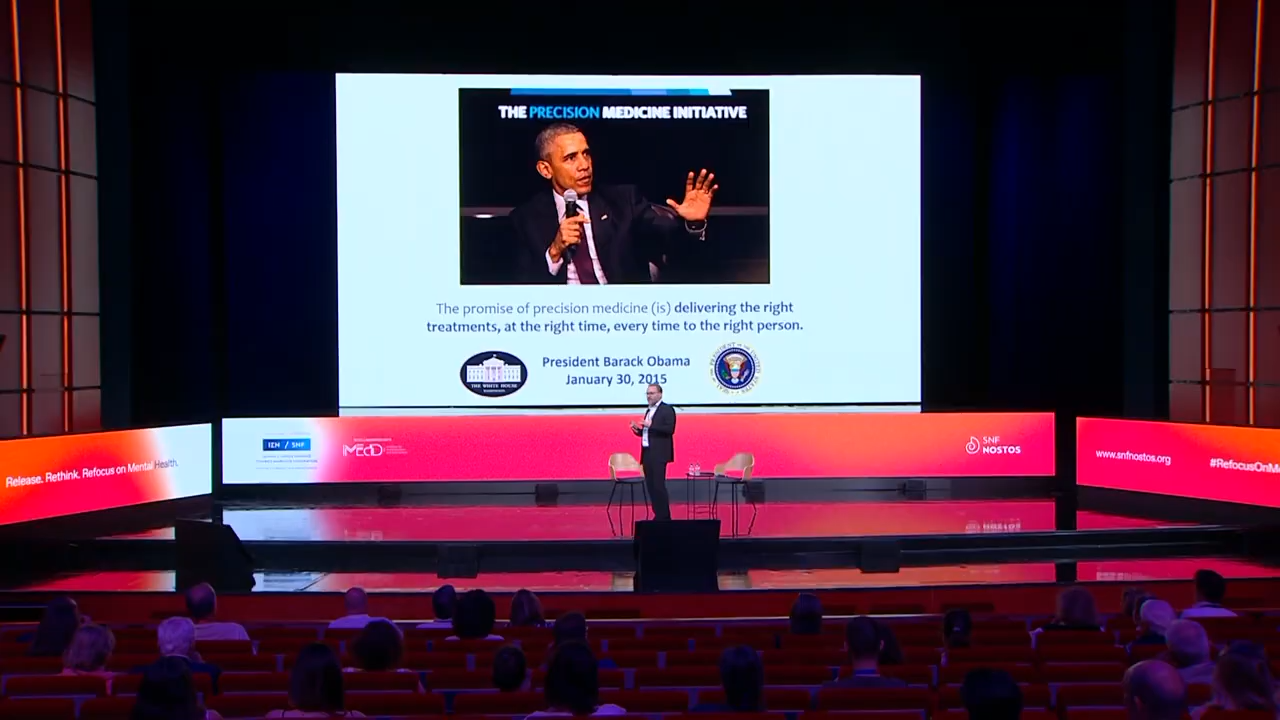 THE PRECISION MEDICINE INITIATIVE
The promise of precision medicine (is) delivering the right
treatments, at the right time, every time to the right person.
THE WHITE HOUSE
President Barack Obama
January 30, 2015
Release. Rethink. Refocus on Mental Health.
SNF
SNF
NOSTOS
www.snfnostos.org
#RefocusOnMe